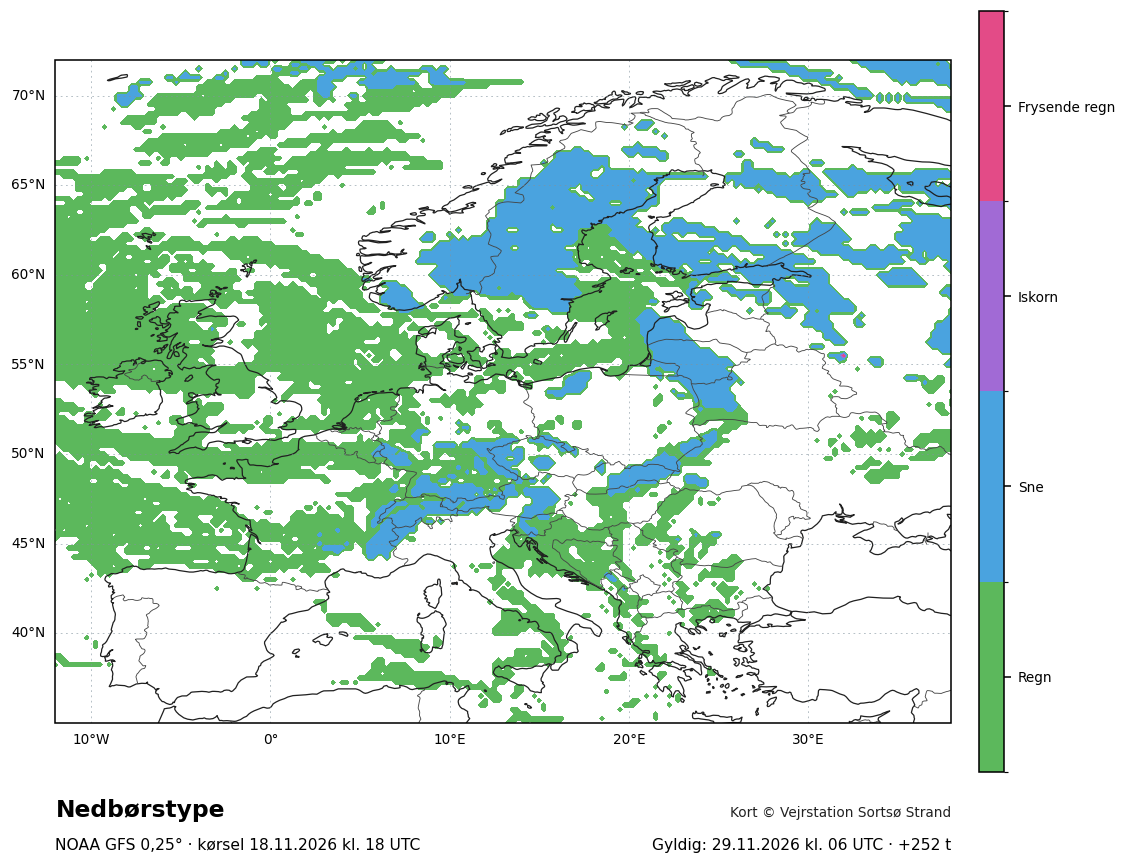 70°N
65°N
60°N
55°N
50°N
45°N
40°N
10°W
0°
10°E
20°E
30°E
Frysende regn
Iskorn
Sne
Regn
Nedbørstype
Kort © Vejrstation Sortsø Strand
NOAA GFS 0,25° · kørsel 18.11.2026 kl. 18 UTC
Gyldig: 29.11.2026 kl. 06 UTC · +252 t